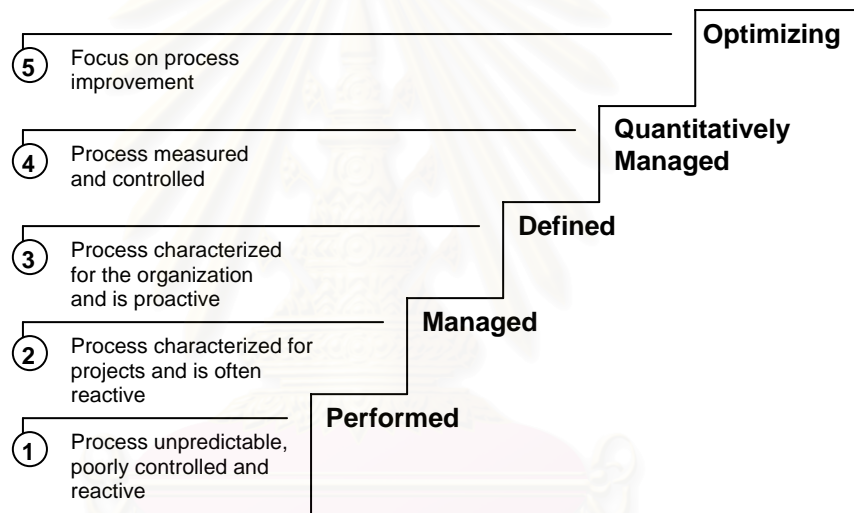 Optimizing
5
Focus on process
improvement
Quantitatively
Managed
4
Process measured
and controlled
Defined
3
Process characterized
for the organization
and is proactive
Managed
2
Process characterized for
projects and is often
reactive
Performed
1
Process unpredictable,
poorly controlled and
reactive